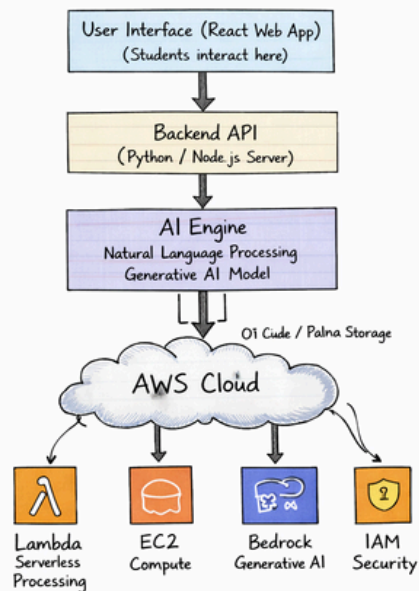 User Interface (React Web App)
(Students interact here)
Backend API
(Python / Node.js Server)
AI Engine
Natural Language Processing
Generative AI Model
Oi Cude / Palna Storage
AWS Cloud
λ
Lambda
Serverless
Processing
EC2
Compute
Bedrock
Generative AI
IAM
Security